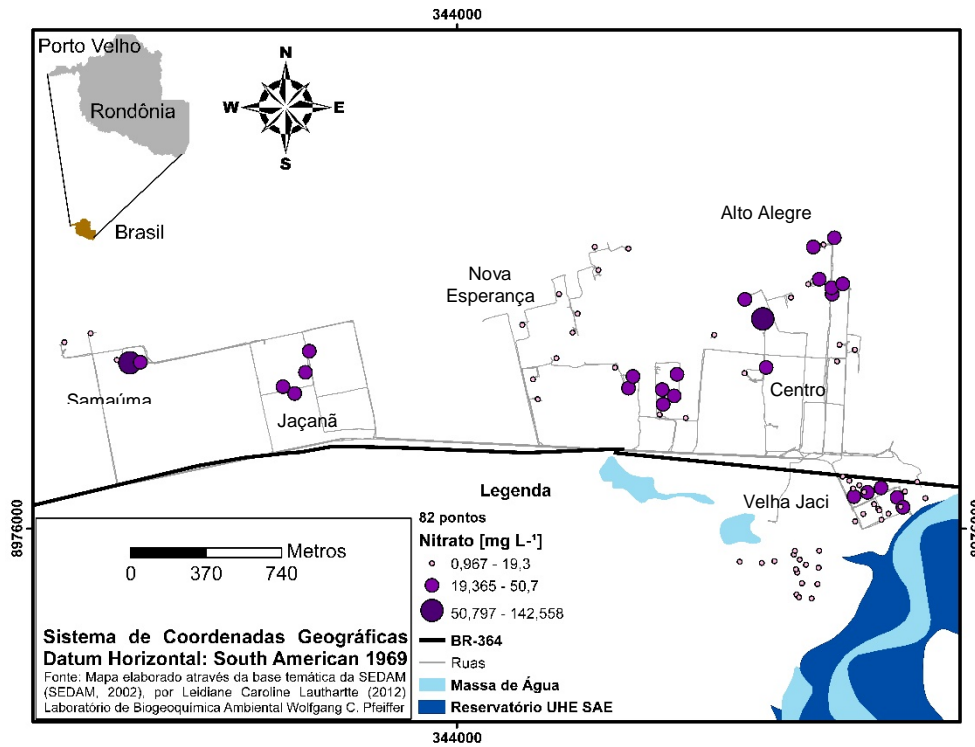 344000
Porto Velho
Rondônia
Brasil
N
W
E
S
Alto Alegre
Nova
Esperança
Samaúma
Jaçanã
Centro
Velha Jaci
8976000
8976000
Metros
0 370 740
Sistema de Coordenadas Geográficas
Datum Horizontal: South American 1969
Fonte: Mapa elaborado através da base temática da SEDAM
(SEDAM, 2002), por Leidiane Caroline Lauthartte (2012)
Laboratório de Biogeoquímica Ambiental Wolfgang C. Pfeiffer
Legenda
82 pontos
Nitrato [mg L-¹]
0,967 - 19,3
19,365 - 50,7
50,797 - 142,558
BR-364
Ruas
Massa de Água
Reservatório UHE SAE
344000